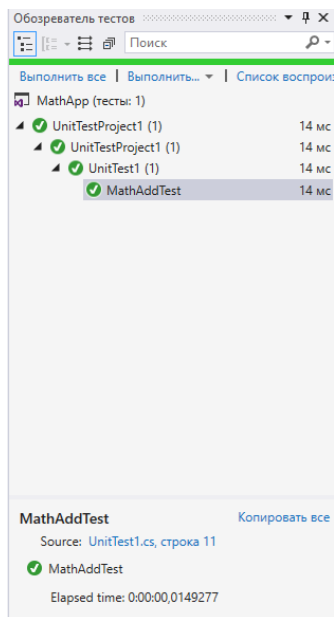 Обозреватель тестов
Поиск
Выполнить все | Выполнить... | Список воспроиз
MathApp (тесты: 1)
UnitTestProject1 (1) 14 мс
UnitTestProject1 (1) 14 мс
UnitTest1 (1) 14 мс
MathAddTest 14 мс
MathAddTest Копировать все
Source: UnitTest1.cs, строка 11
MathAddTest
Elapsed time: 0:00:00,0149277